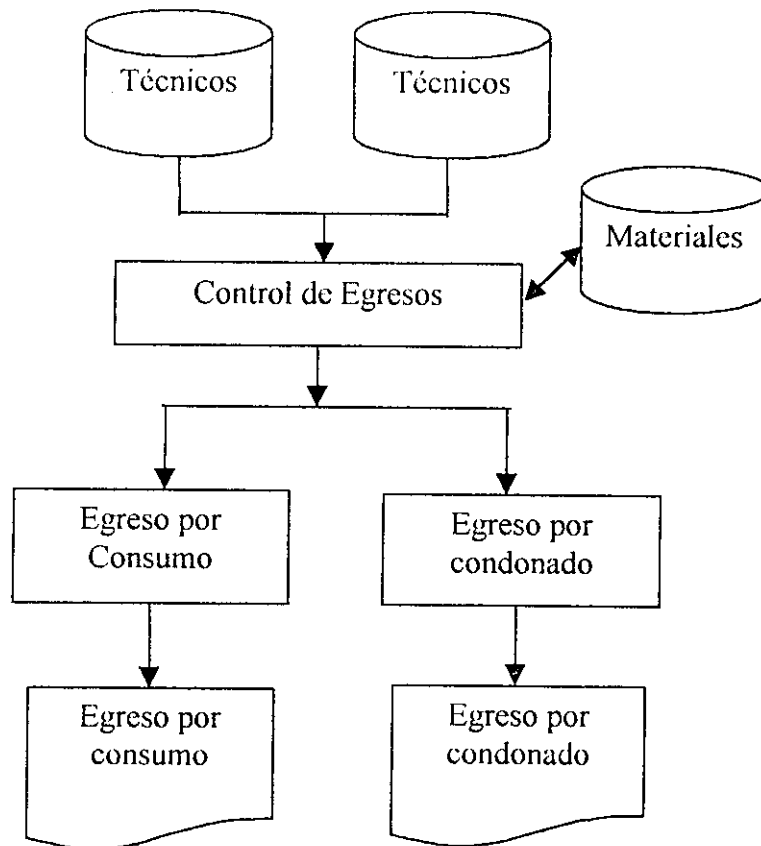 Técnicos
Técnicos
Materiales
Control de Egresos
Egreso por
Consumo
Egreso por
condonado
Egreso por
consumo
Egreso por
condonado